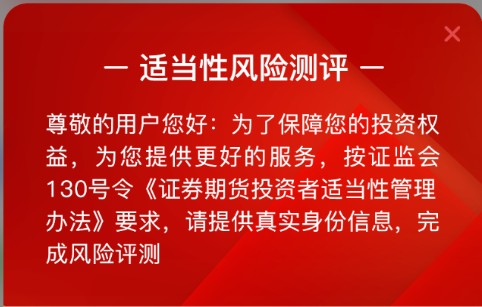 — 适当性风险测评 —
尊敬的用户您好：为了保障您的投资权
益，为您提供更好的服务，按证监会
130号令《证券期货投资者适当性管理
办法》要求，请提供真实身份信息，完
成风险评测